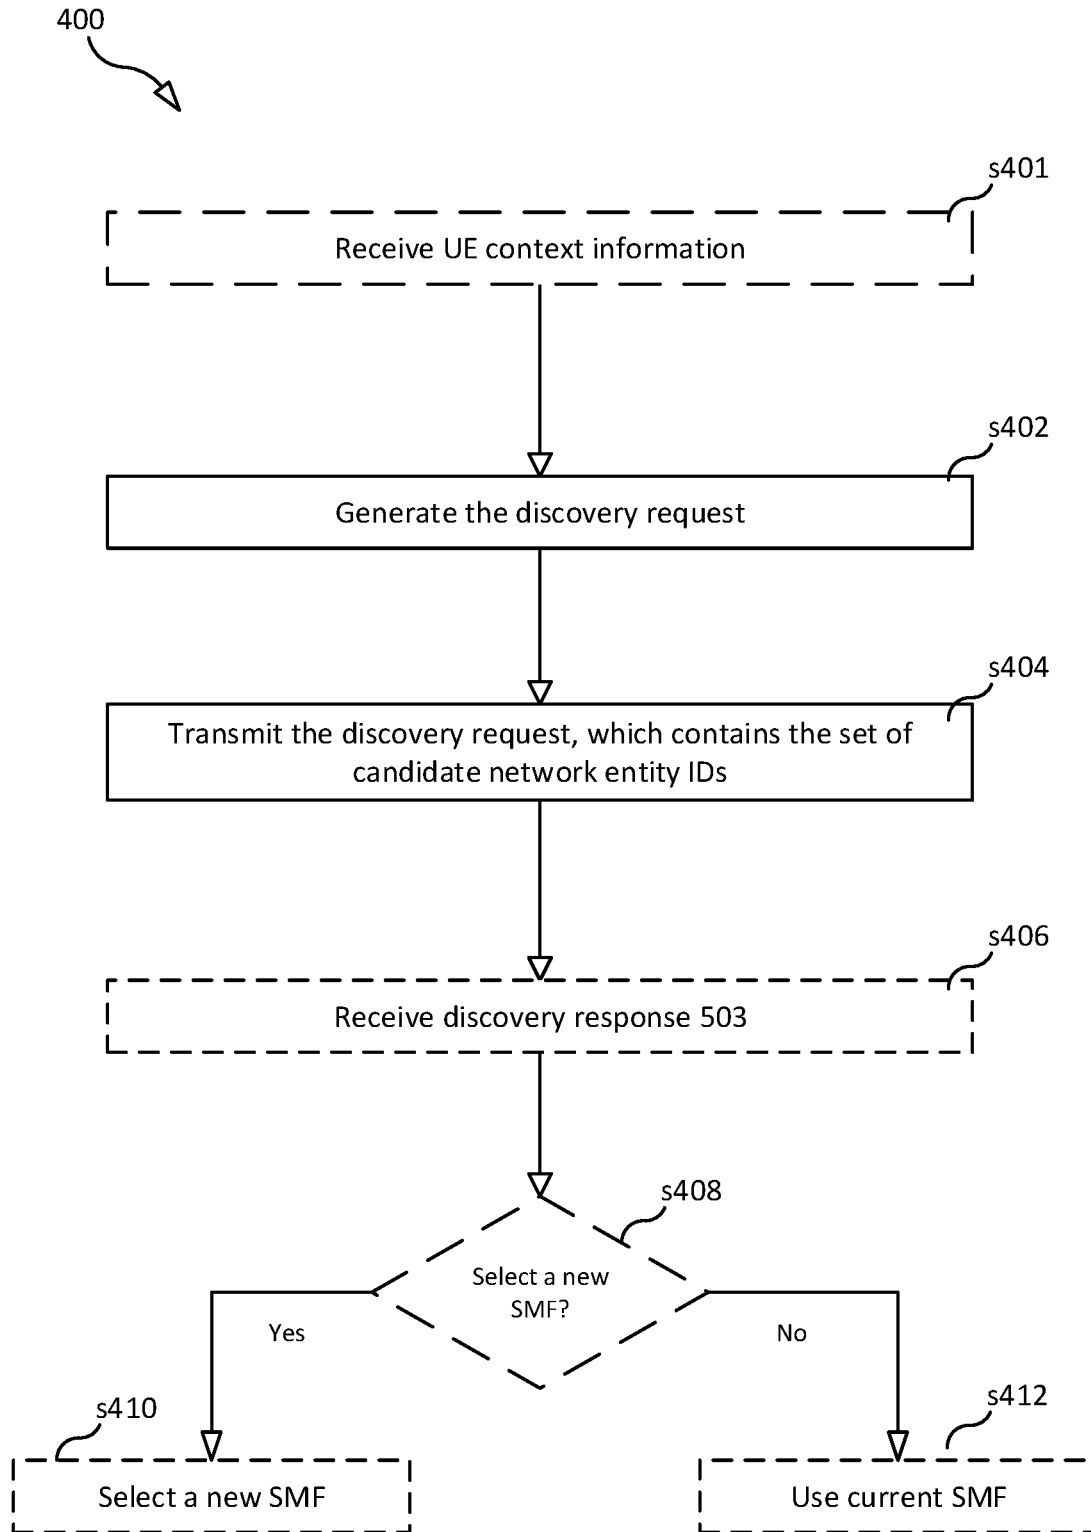 400
s401
Receive UE context information
s402
Generate the discovery request
s404
Transmit the discovery request, which contains the set of
candidate network entity IDs
s406
Receive discovery response 503
s408
Select a new
SMF?
Yes
No
s410
s412
Select a new SMF
Use current SMF